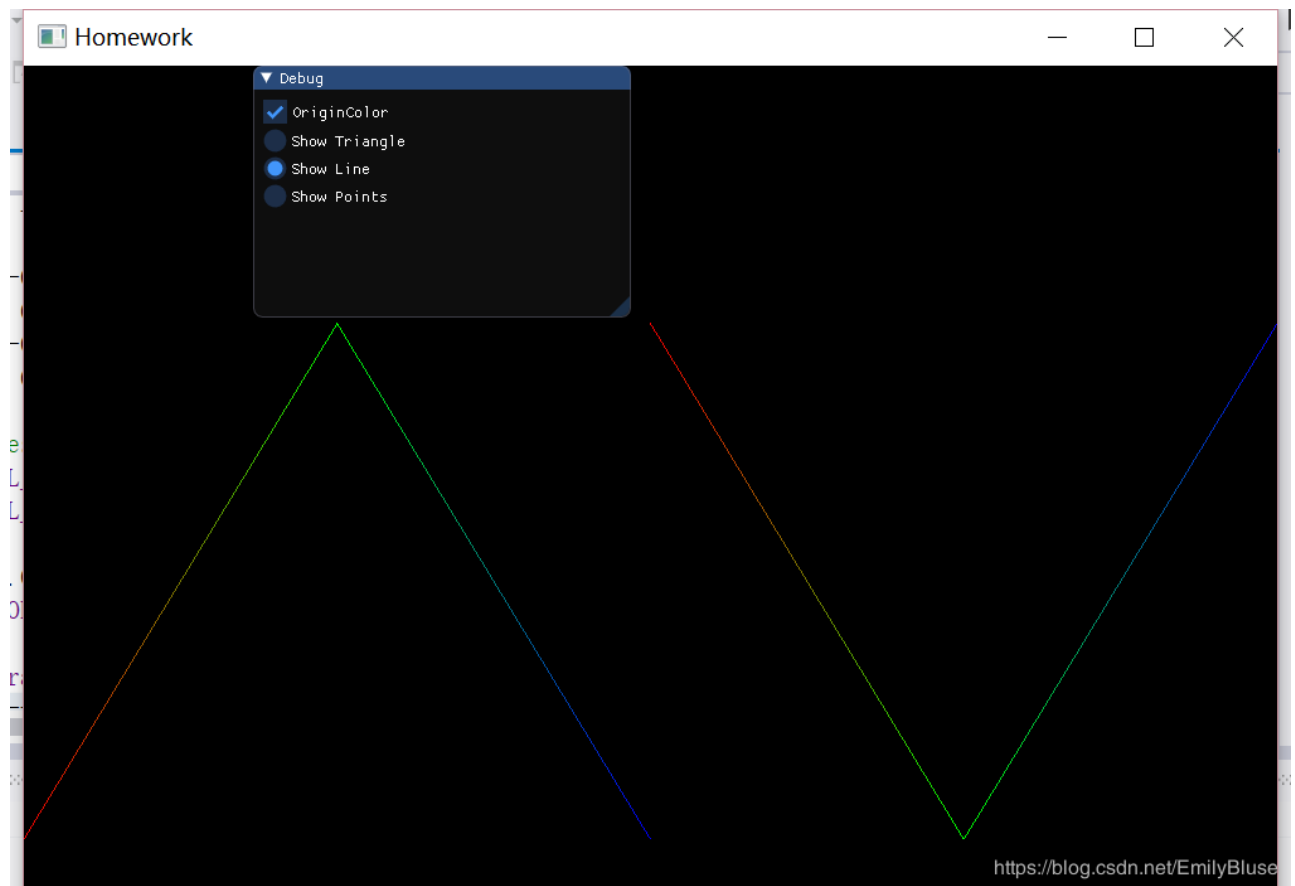 Homework
Debug
OriginColor
Show Triangle
Show Line
Show Points
https://blog.csdn.net/EmilyBluse